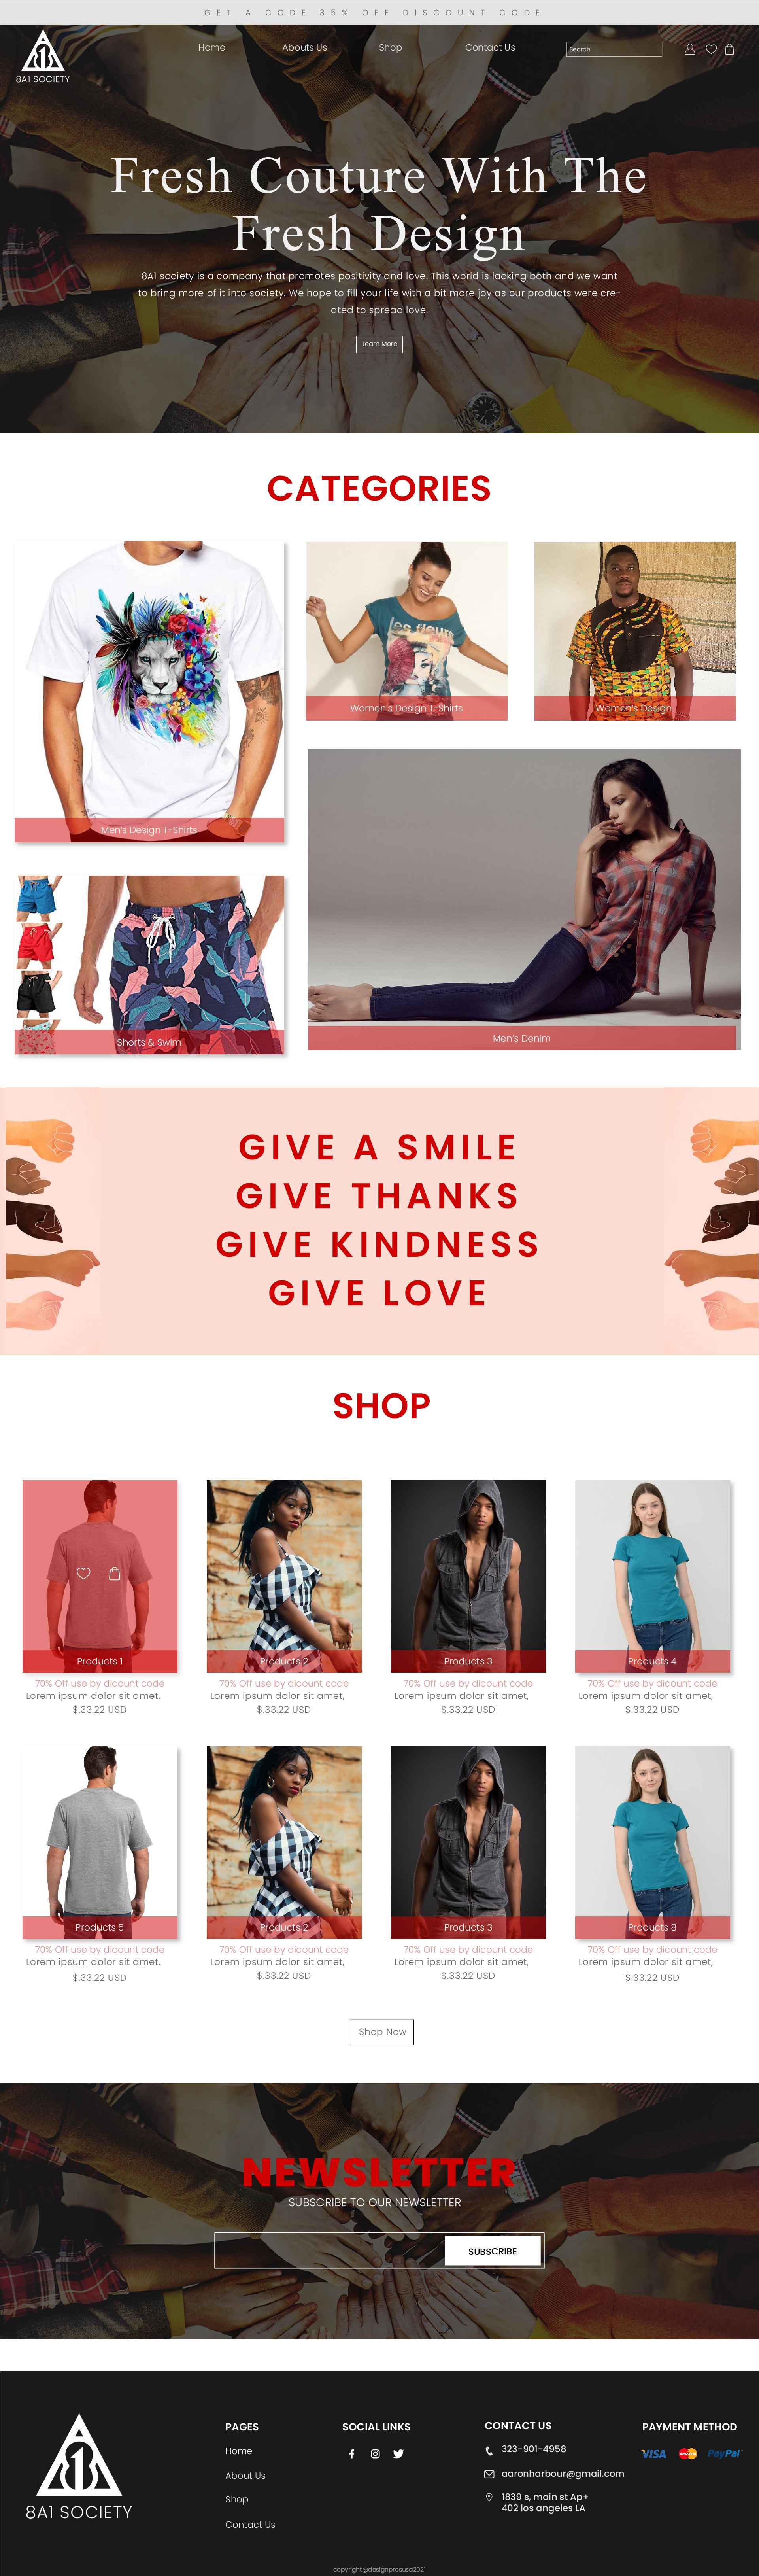 GET A CODE 35% OFF DISCOUNT CODE
8A1 SOCIETY
Home
Abouts Us
Shop
Contact Us
Search
Fresh Couture With The
Fresh Design
8A1 society is a company that promotes positivity and love. This world is lacking both and we want
to bring more of it into society. We hope to fill your life with a bit more joy as our products were cre-
ated to spread love.
Learn More
CATEGORIES
les fleurs
Women's Design T-Shirts
Women's Design
Men's Design T-Shirts
Shorts & Swim
Men's Denim
GIVE A SMILE
GIVE THANKS
GIVE KINDNESS
GIVE LOVE
SHOP
Products 1
Products 2
Products 3
Products 4
70% Off use by dicount code
Lorem ipsum dolor sit amet,
$.33.22 USD
70% Off use by dicount code
Lorem ipsum dolor sit amet,
$.33.22 USD
70% Off use by dicount code
Lorem ipsum dolor sit amet,
$.33.22 USD
70% Off use by dicount code
Lorem ipsum dolor sit amet,
$.33.22 USD
Products 5
Products 2
Products 3
Products 8
70% Off use by dicount code
Lorem ipsum dolor sit amet,
$.33.22 USD
70% Off use by dicount code
Lorem ipsum dolor sit amet,
$.33.22 USD
70% Off use by dicount code
Lorem ipsum dolor sit amet,
$.33.22 USD
70% Off use by dicount code
Lorem ipsum dolor sit amet,
$.33.22 USD
Shop Now
NEWSLETTER
SUBSCRIBE TO OUR NEWSLETTER
SUBSCRIBE
8A1 SOCIETY
PAGES
Home
About Us
Shop
Contact Us
SOCIAL LINKS
CONTACT US
323-901-4958
aaronharbour@gmail.com
1839 s, main st Ap+
402 los angeles LA
PAYMENT METHOD
VISA
PayPal
copyright@designprosusa2021